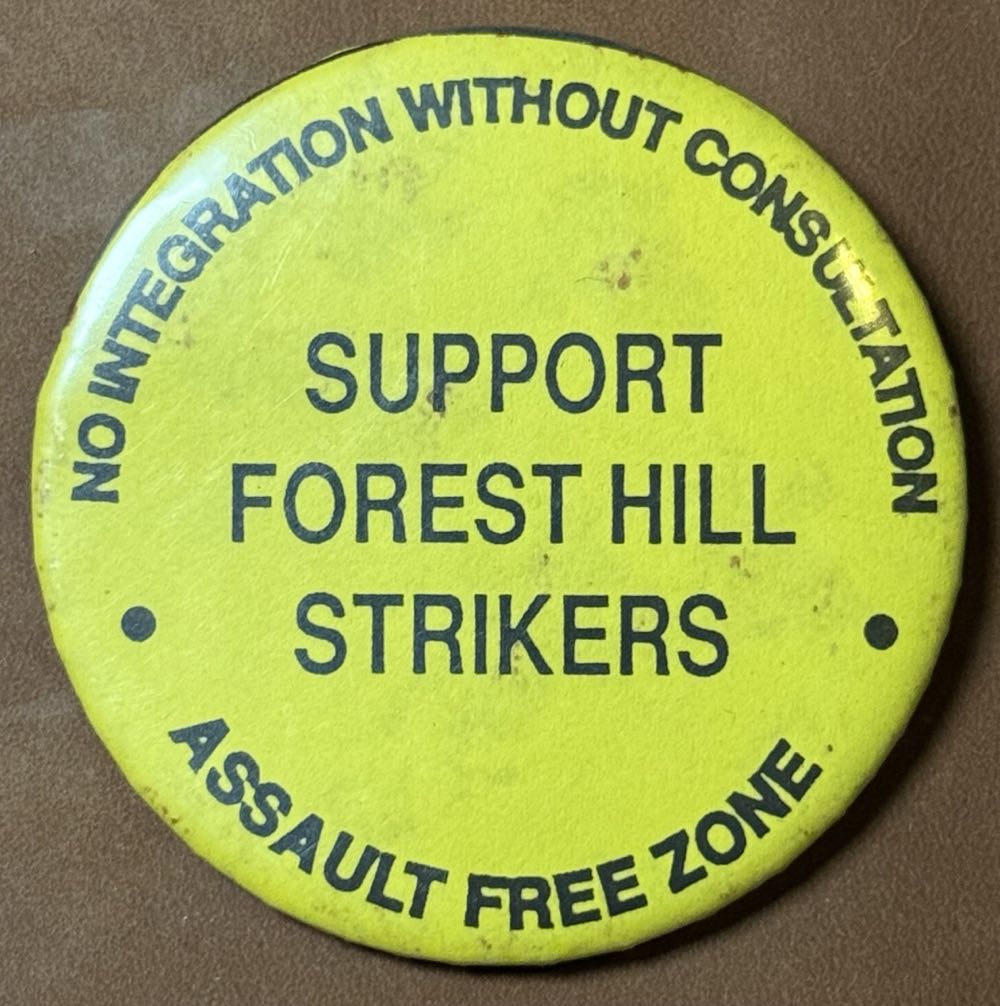 NO INTEGRATION WITHOUT CONSULTATION
SUPPORT
FOREST HILL
STRIKERS
ASSAULT FREE ZONE